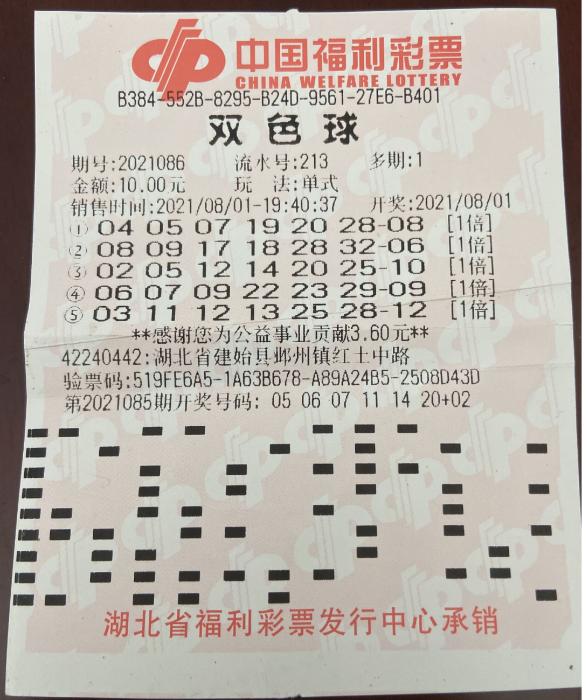 中国福利彩票
CHINA WELFARE LOTTERY
B384-552B-8295-B24D-9561-27E6-B401
双色球
期号:2021086 流水号:213 多期:1
金额:10.00元 玩 法:单式
销售时间:2021/08/01-19:40:37 开奖:2021/08/01
① 04 05 07 19 20 28-08 [1倍]
② 08 09 17 18 28 32-06 [1倍]
③ 02 05 12 14 20 25-10 [1倍]
④ 06 07 09 22 23 29-09 [1倍]
⑤ 03 11 12 13 25 28-12 [1倍]
**感谢您为公益事业贡献3.60元**
42240442:湖北省建始县邺州镇红土中路
验票码:519FE6A5-1A63B678-A89A24B5-2508D43D
第2021085期开奖号码: 05 06 07 11 14 20+02
湖北省福利彩票发行中心承销